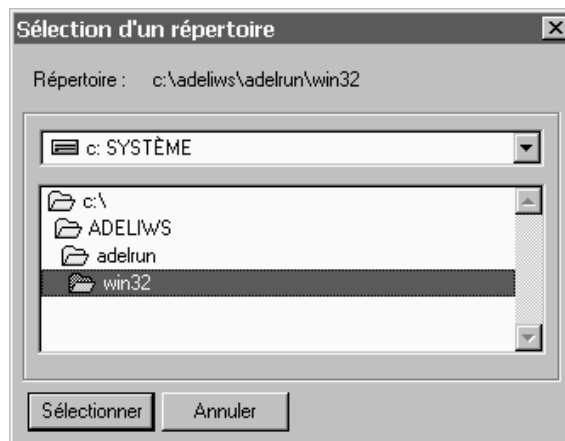 Sélection d'un répertoire
Répertoire : c:\adeliws\adelrun\win32
c: SYSTÈME
c:\
ADELIWS
adelrun
win32
Sélectionner Annuler